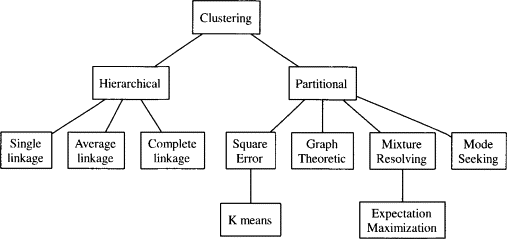 Clustering
Hierarchical
Partitional
Single
linkage
Average
linkage
Complete
linkage
Square
Error
Graph
Theoretic
Mixture
Resolving
Mode
Seeking
K means
Expectation
Maximization